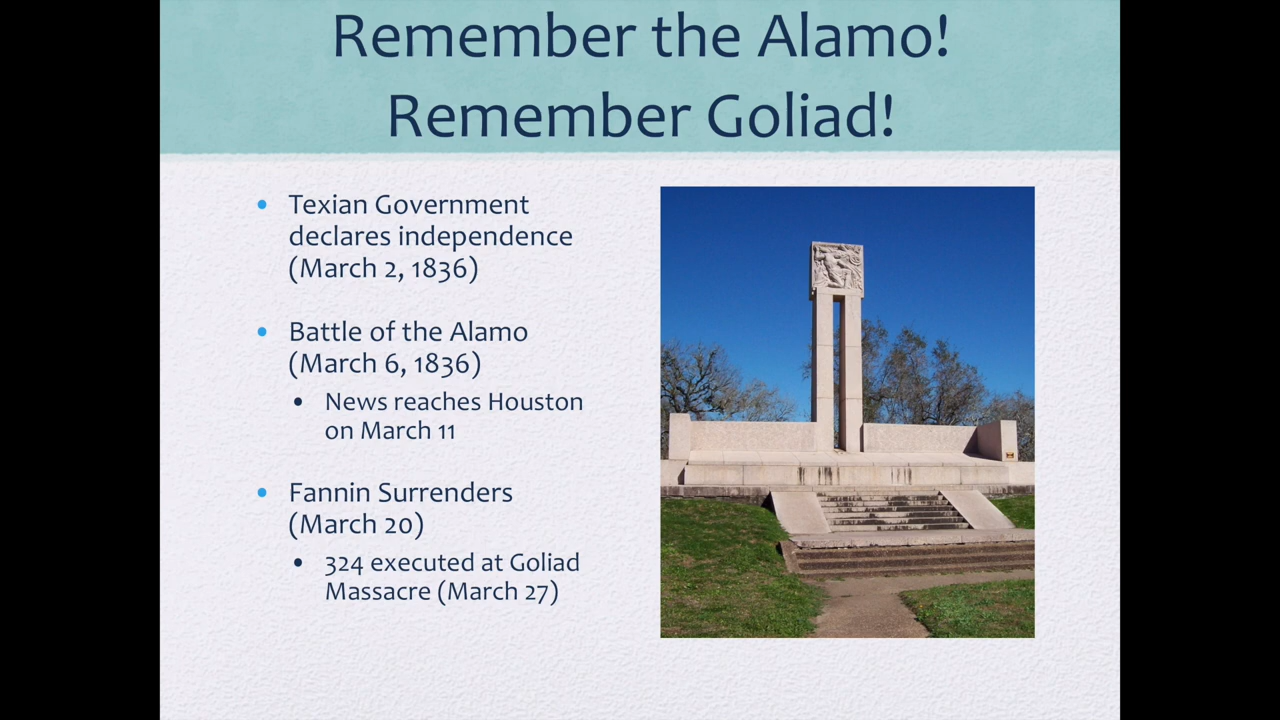 Remember the Alamo!
Remember Goliad!
• Texian Government
declares independence
(March 2, 1836)
• Battle of the Alamo
(March 6, 1836)
• News reaches Houston
on March 11
• Fannin Surrenders
(March 20)
• 324 executed at Goliad
Massacre (March 27)